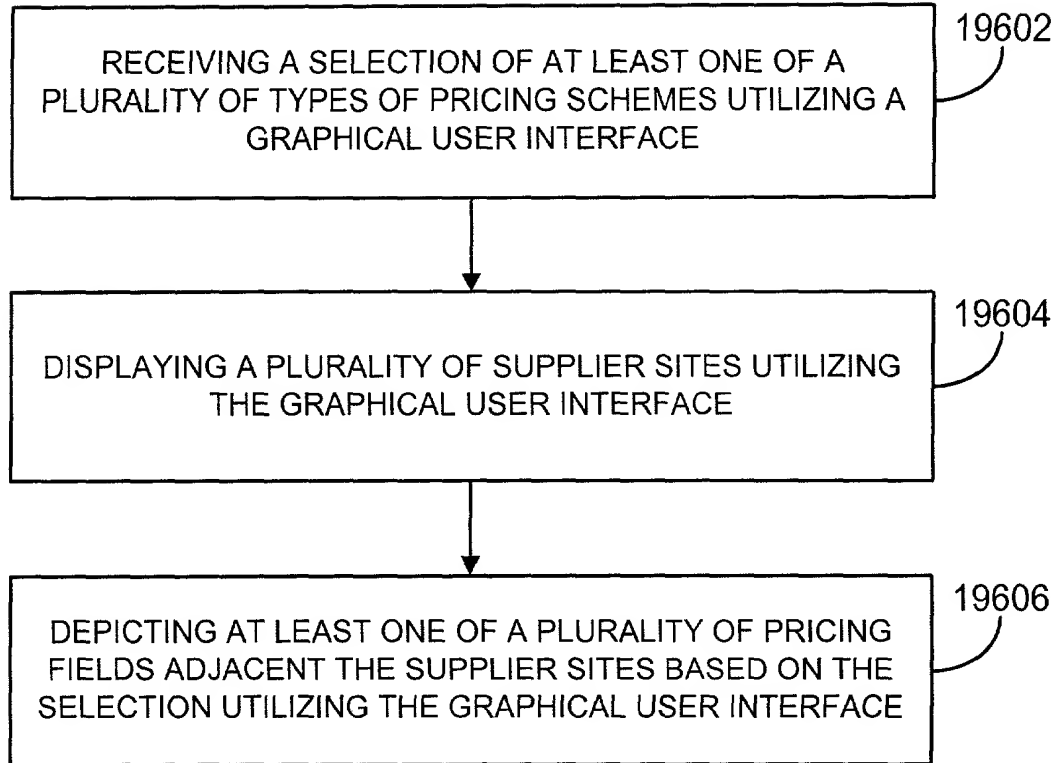 19602
RECEIVING A SELECTION OF AT LEAST ONE OF A
PLURALITY OF TYPES OF PRICING SCHEMES UTILIZING A
GRAPHICAL USER INTERFACE
19604
DISPLAYING A PLURALITY OF SUPPLIER SITES UTILIZING
THE GRAPHICAL USER INTERFACE
19606
DEPICTING AT LEAST ONE OF A PLURALITY OF PRICING
FIELDS ADJACENT THE SUPPLIER SITES BASED ON THE
SELECTION UTILIZING THE GRAPHICAL USER INTERFACE